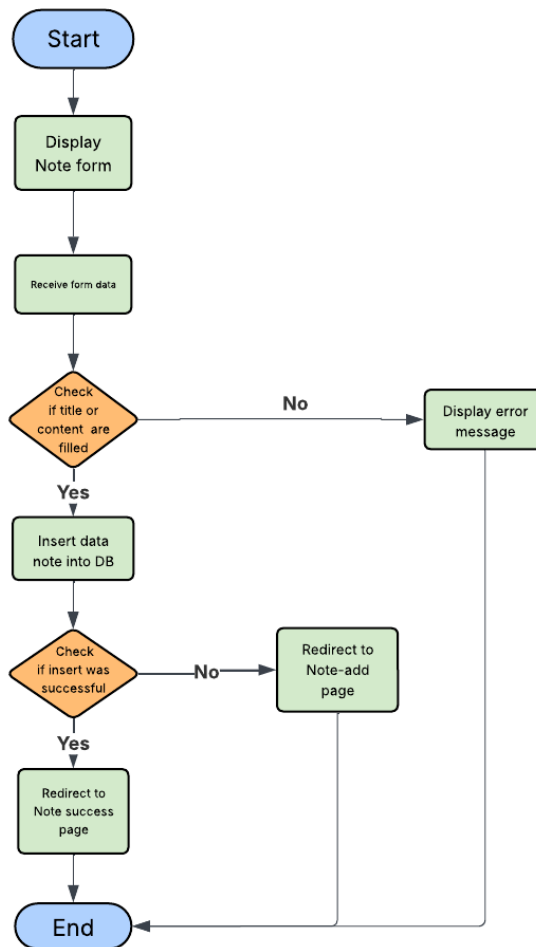 Start
Display
Note form
Receive form data
Check
if title or
content are
filled
No
Display error
message
Yes
Insert data
note into DB
Check
if insert was
successful
No
Redirect to
Note-add
page
Yes
Redirect to
Note success
page
End